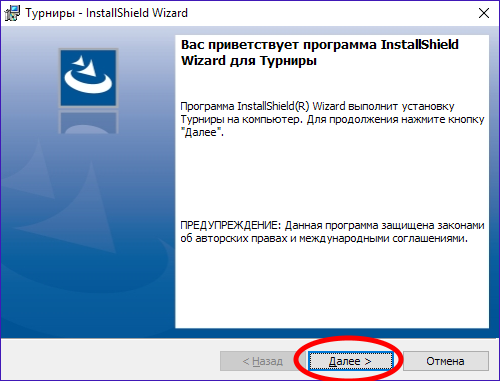 Турниры - InstallShield Wizard
Вас приветствует программа InstallShield
Wizard для Турниры
Программа InstallShield(R) Wizard выполнит установку
Турниры на компьютер. Для продолжения нажмите кнопку
"Далее".
ПРЕДУПРЕЖДЕНИЕ: Данная программа защищена законами
об авторских правах и международными соглашениями.
< Назад Далее > Отмена